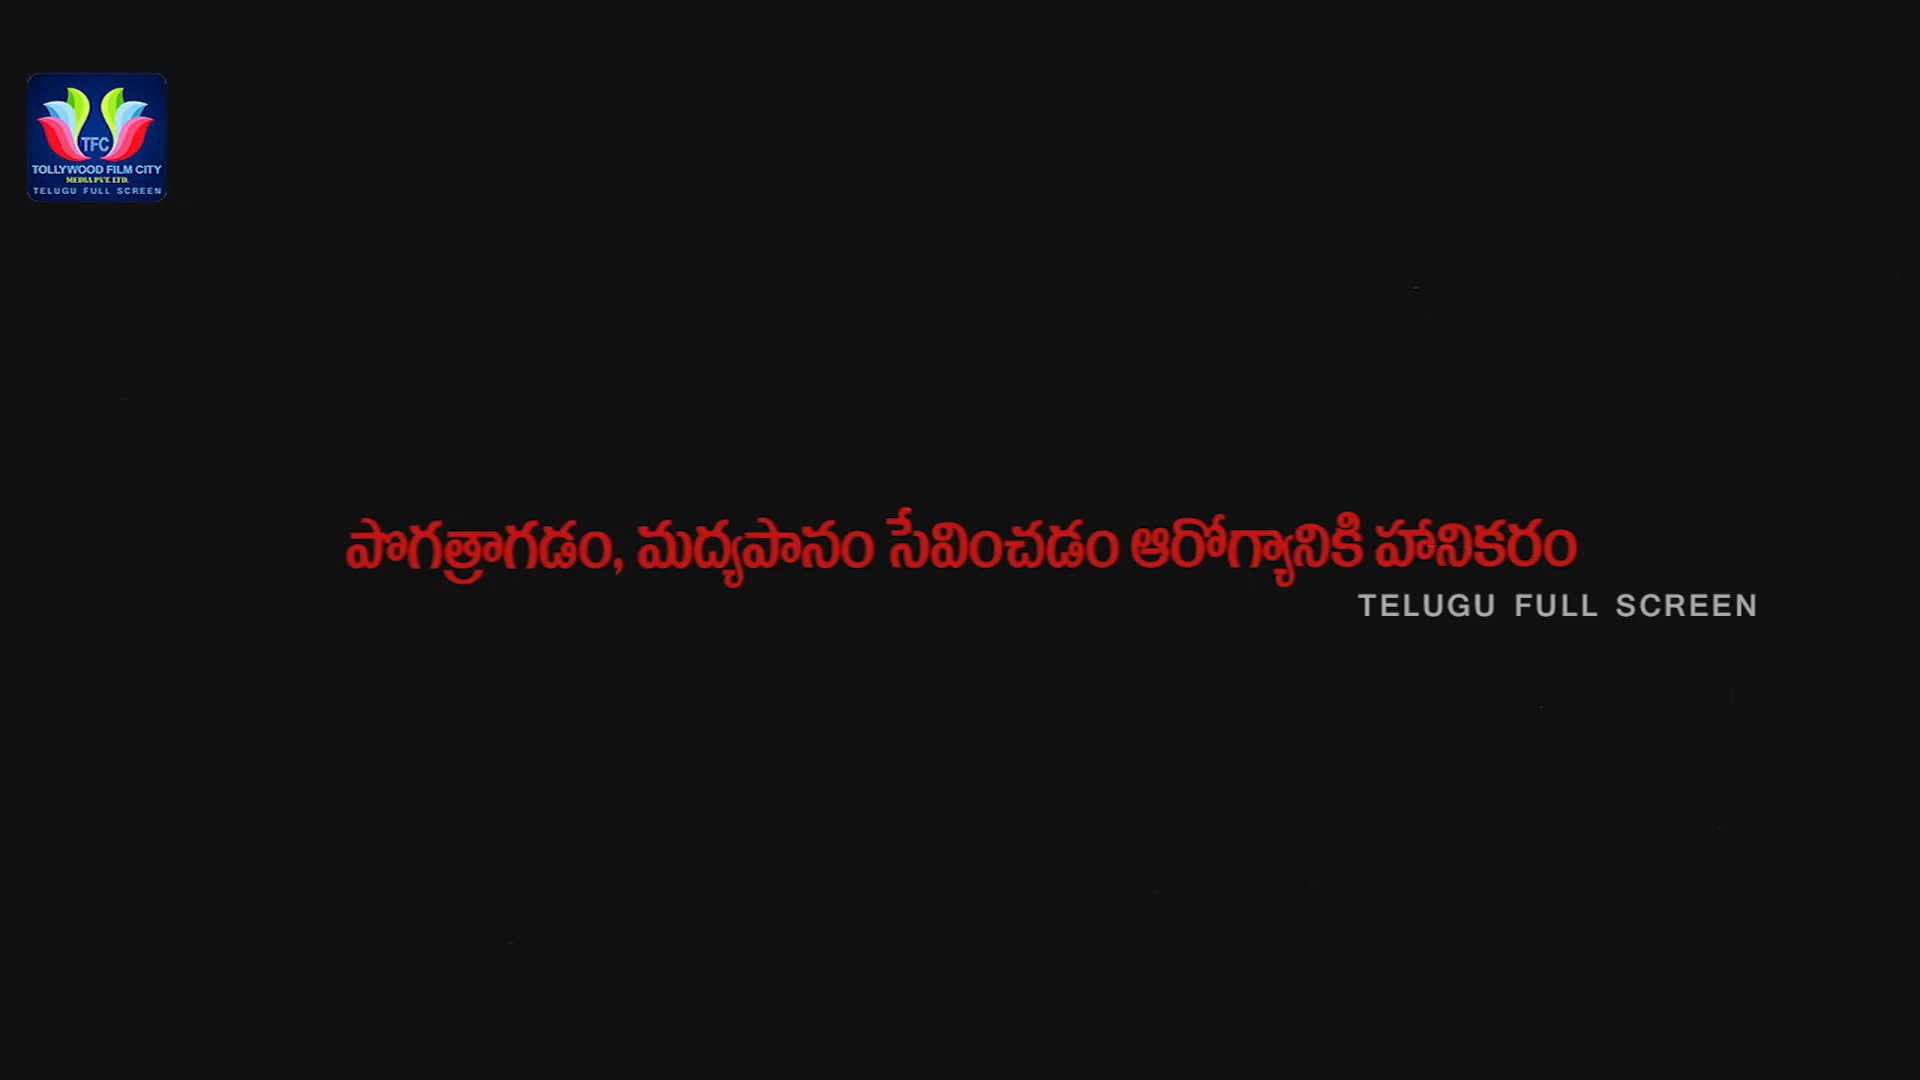 TFC
TOLLYWOOD FILM CITY
MEDIA PVT. LTD.
TELUGU FULL SCREEN
పొగత్రాగడం, మద్యపానం సేవించడం ఆరోగ్యానికి హానికరం
TELUGU FULL SCREEN